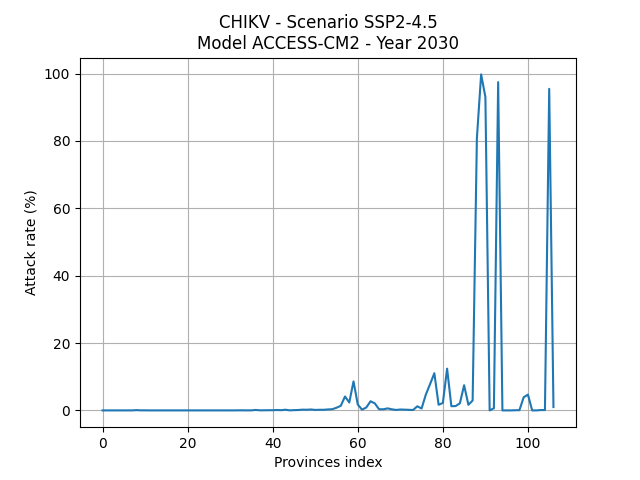 CHIKV - Scenario SSP2-4.5
Model ACCESS-CM2 - Year 2030
100
80
60
40
20
0
Attack rate (%)
0 20 40 60 80 100
Provinces index